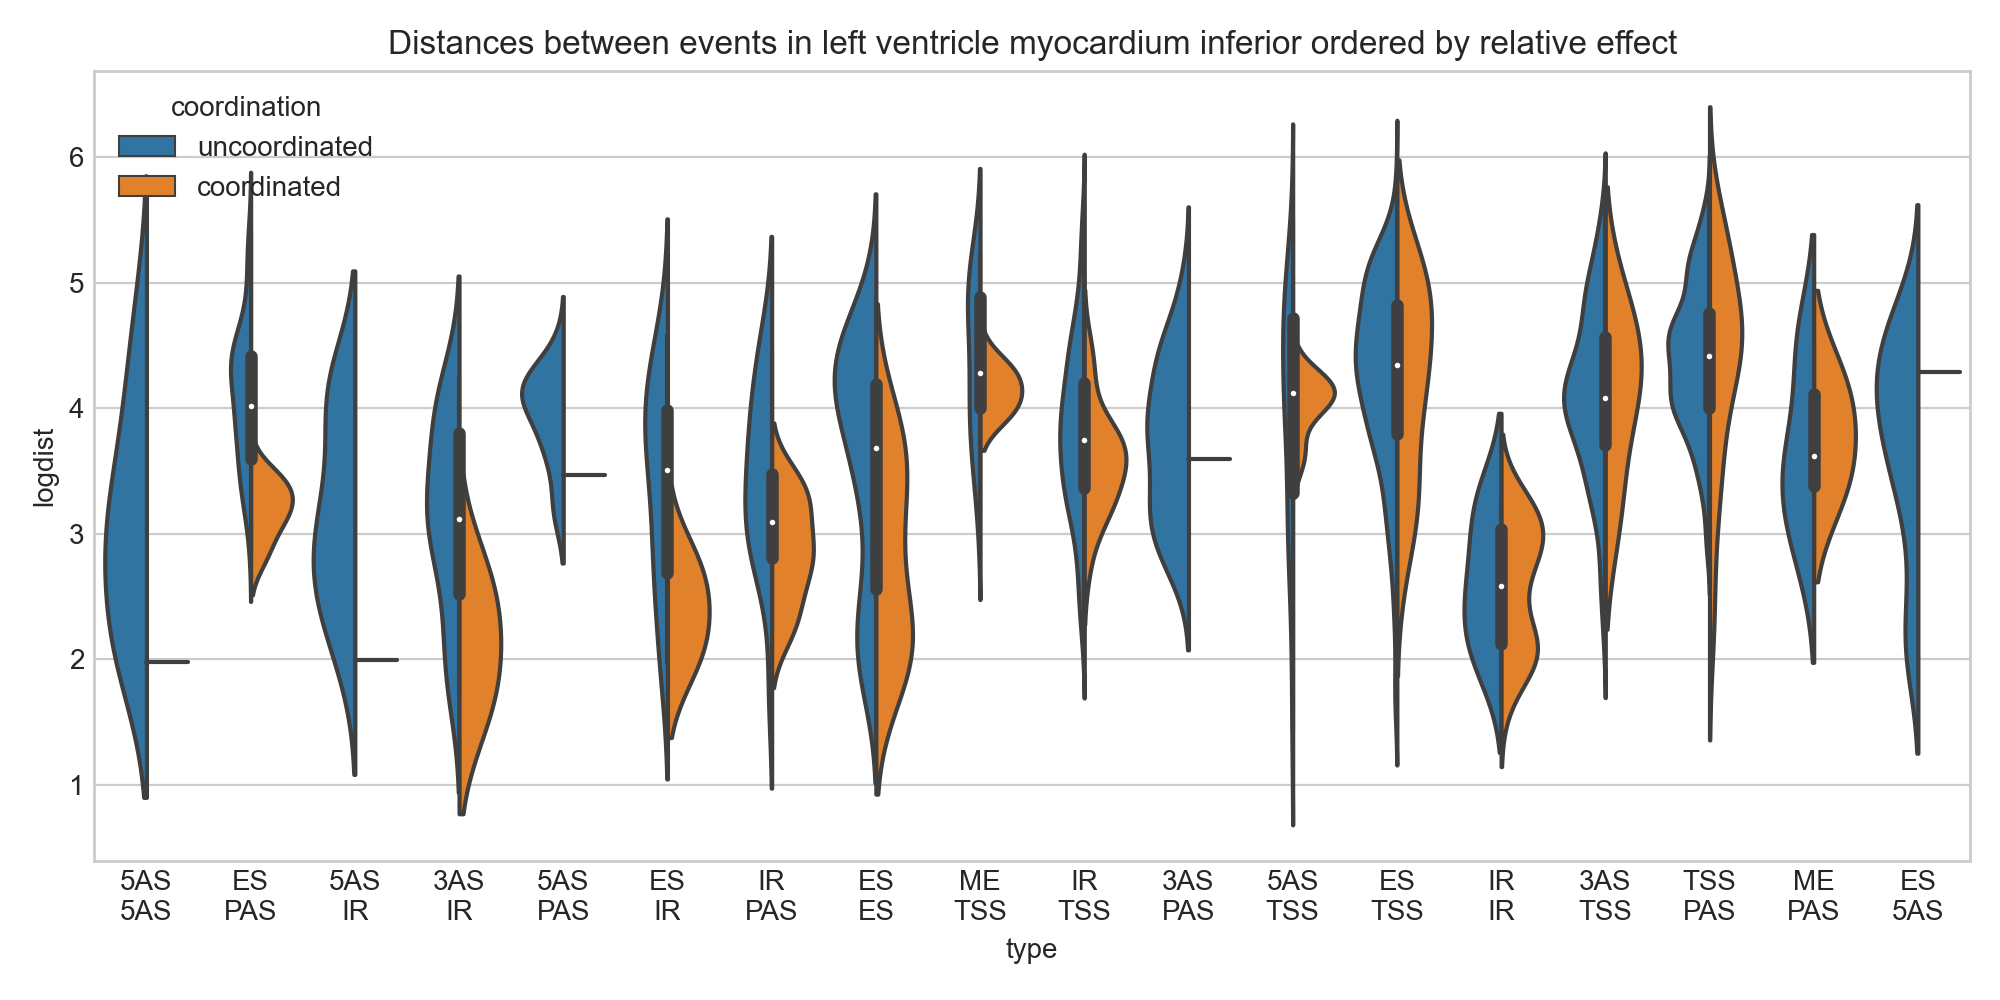 Distances between events in left ventricle myocardium inferior ordered by relative effect
coordination
uncoordinated
coordinated
logdist
6
5
4
3
2
1
5AS ES 5AS 3AS 5AS ES IR ES ME IR 3AS 5AS ES IR 3AS TSS ME ES
5AS PAS IR IR PAS IR PAS ES TSS TSS PAS TSS TSS IR TSS PAS PAS 5AS
type